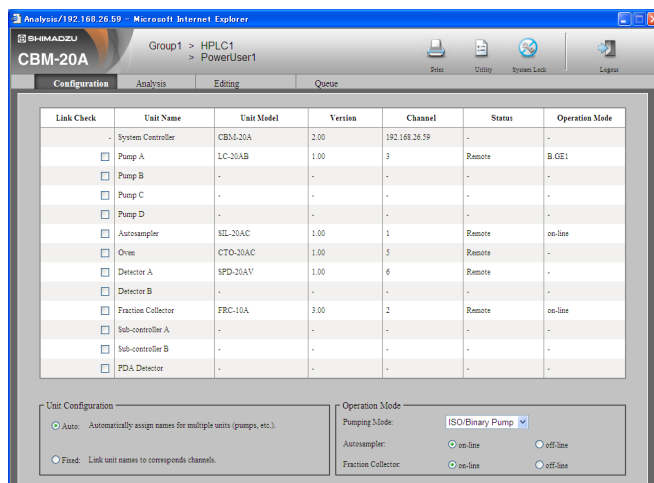 Analysis/192.168.26.59 - Microsoft Internet Explorer
SHIMADZU
CBM-20A
Group1 > HPLC1
> PowerUser1
Print Utility System Lock Logout
Configuration Analysis Editing Queue
Link Check Unit Name Unit Model Version Channel Status Operation Mode
- System Controller CBM-20A 2.00 192.168.26.59 - -
Pump A LC-20AB 1.00 3 Remote B.GE1
Pump B - - - - -
Pump C - - - - -
Pump D - - - - -
Autosampler SIL-20AC 1.00 1 Remote on-line
Oven CTO-20AC 1.00 5 Remote -
Detector A SPD-20AV 1.00 6 Remote -
Detector B - - - - -
Fraction Collector FRC-10A 3.00 2 Remote on-line
Sub-controller A - - - - -
Sub-controller B - - - - -
PDA Detector - - - - -
Unit Configuration
Auto: Automatically assign names for multiple units (pumps, etc.).
Fixed: Link unit names to corresponds channels.
Operation Mode
Pumping Mode: ISO/Binary Pump
Autosampler: on-line off-line
Fraction Collector: on-line off-line